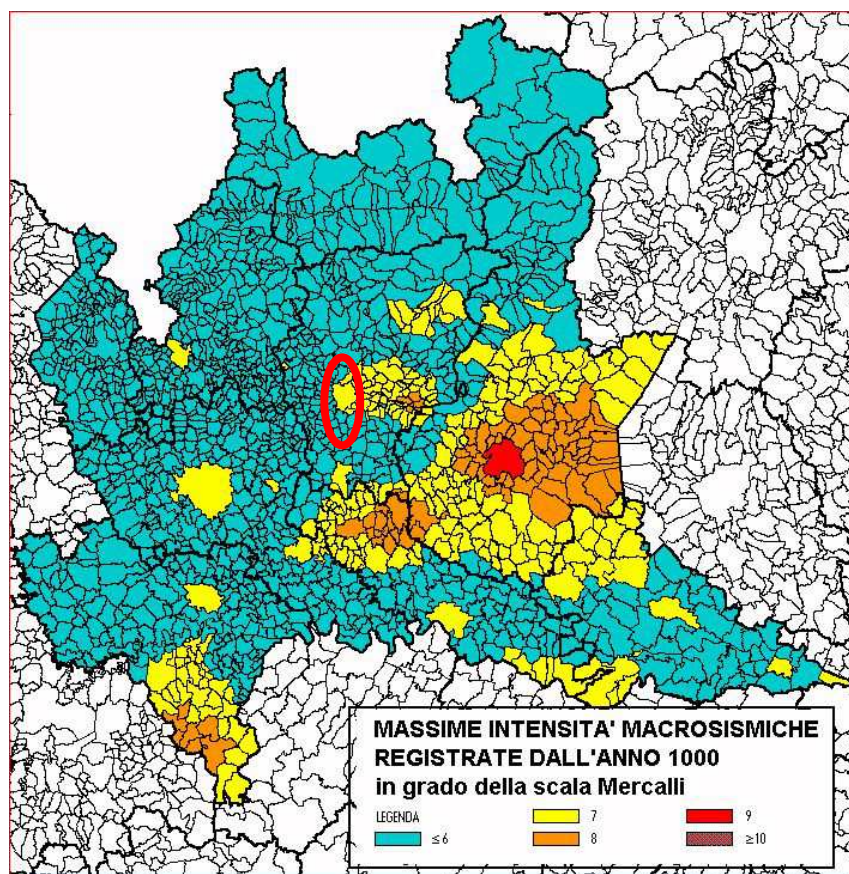 MASSIME INTENSITA' MACROSISMICHE
REGISTRATE DALL'ANNO 1000
in grado della scala Mercalli
LEGENDA
≤ 6
7
8
9
≥10